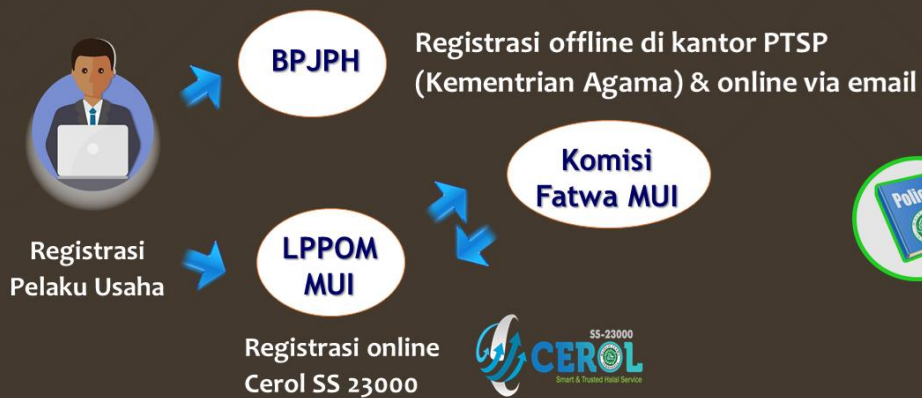 BPJPH
Registrasi offline di kantor PTSP
(Kementrian Agama) & online via email
Komisi
Fatwa MUI
Registrasi
Pelaku Usaha
LPPOM
MUI
Registrasi online
Cerol SS 23000
SS-23000
CEROL
Smart & Trusted Halal Service